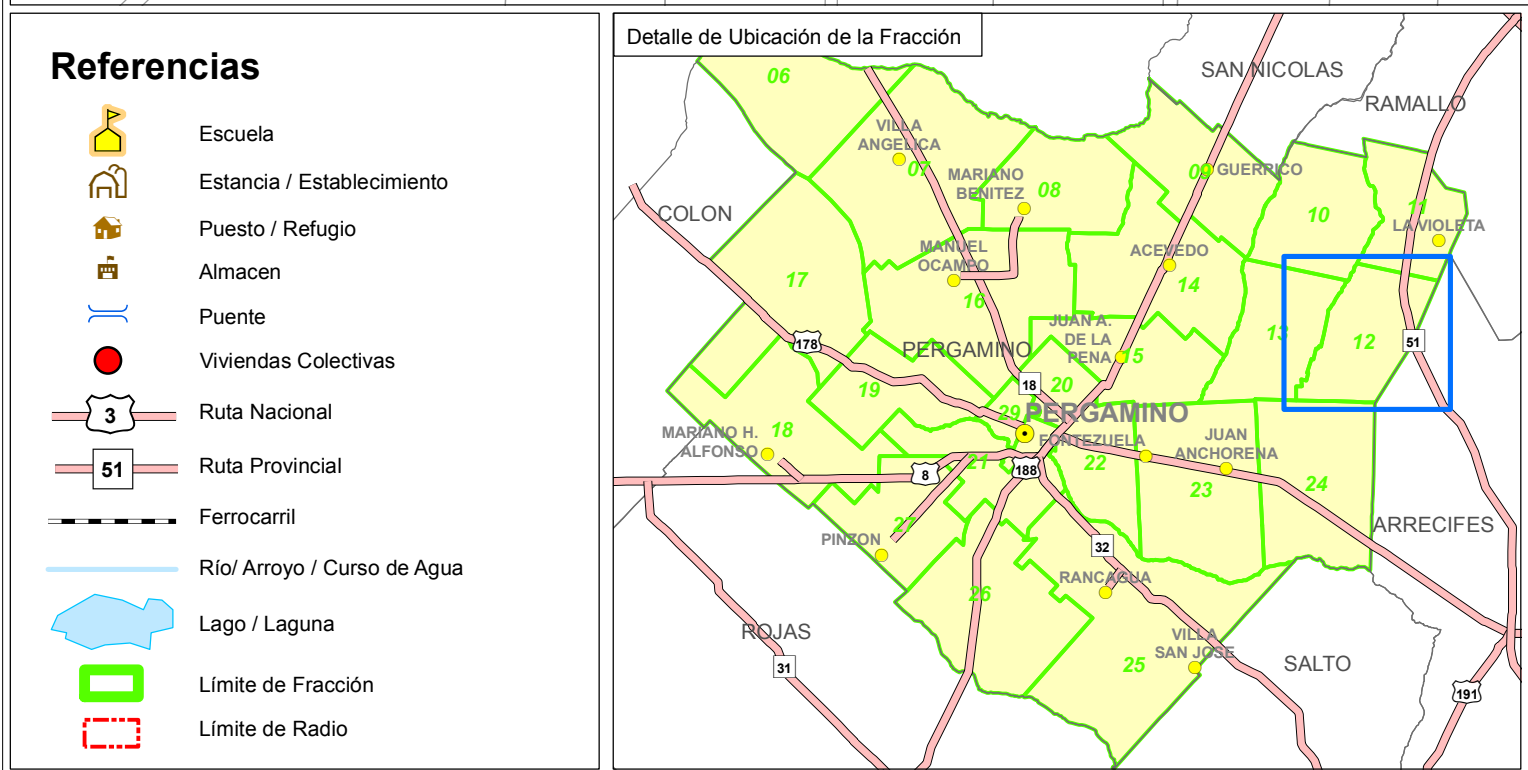 Referencias
Escuela
Estancia / Establecimiento
Puesto / Refugio
Almacen
Puente
Viviendas Colectivas
3
Ruta Nacional
51
Ruta Provincial
Ferrocarril
Río/ Arroyo / Curso de Agua
Lago / Laguna
Límite de Fracción
Límite de Radio
Detalle de Ubicación de la Fracción
06
SAN NICOLAS
RAMALLO
VILLA
ANGELICA
07
MARIANO
BENITEZ
08
09
GUERRICO
10
11
LA VIOLETA
COLON
MANUEL
OCAMPO
ACEVEDO
17
16
14
JUAN A.
DE LA
PENA
15
13
12
51
178
PERGAMINO
18
20
19
29
PERGAMINO
MARIANO H.
ALFONSO
18
FONTEZUELA
JUAN
ANCHORENA
21
188
22
8
23
24
27
PINZON
ARRECIFES
32
RANCAGUA
26
ROJAS
31
25
VILLA
SAN JOSE
SALTO
191